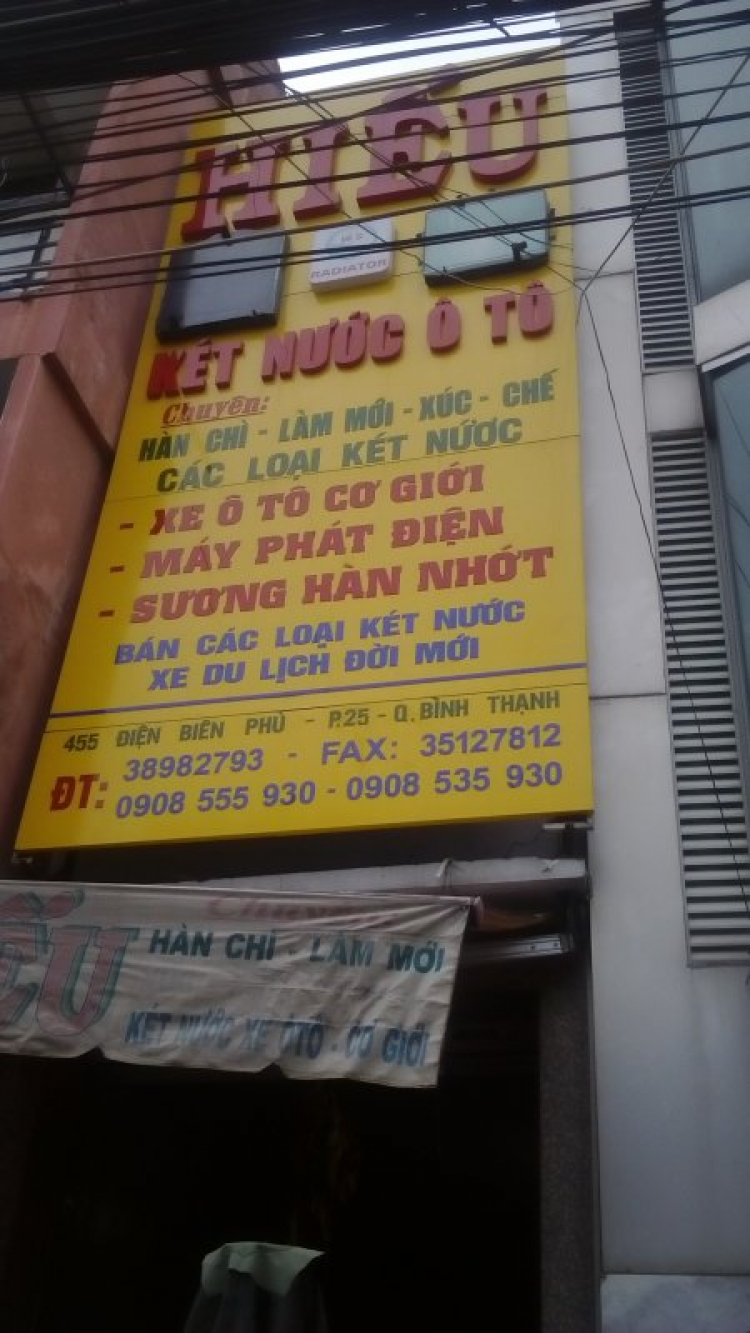 HIẾU
RADIATOR
KÉT NƯỚC Ô TÔ
Chuyên:
HÀN CHÌ - LÀM MỚI - XÚC - CHẾ
CÁC LOẠI KÉT NƯỚC
- XE Ô TÔ CƠ GIỚI
- MÁY PHÁT ĐIỆN
- SƯƠNG HÀN NHỚT
BÁN CÁC LOẠI KÉT NƯỚC
XE DU LỊCH ĐỜI MỚI
455 ĐIỆN BIÊN PHỦ - P.25 - Q. BÌNH THẠNH
ĐT: 38982793 - FAX: 35127812
0908 555 930 - 0908 535 930
Chuyên
ẾU HÀN CHÌ - LÀM MỚI
KÉT NƯỚC XE ÔTÔ - CƠ GIỚI